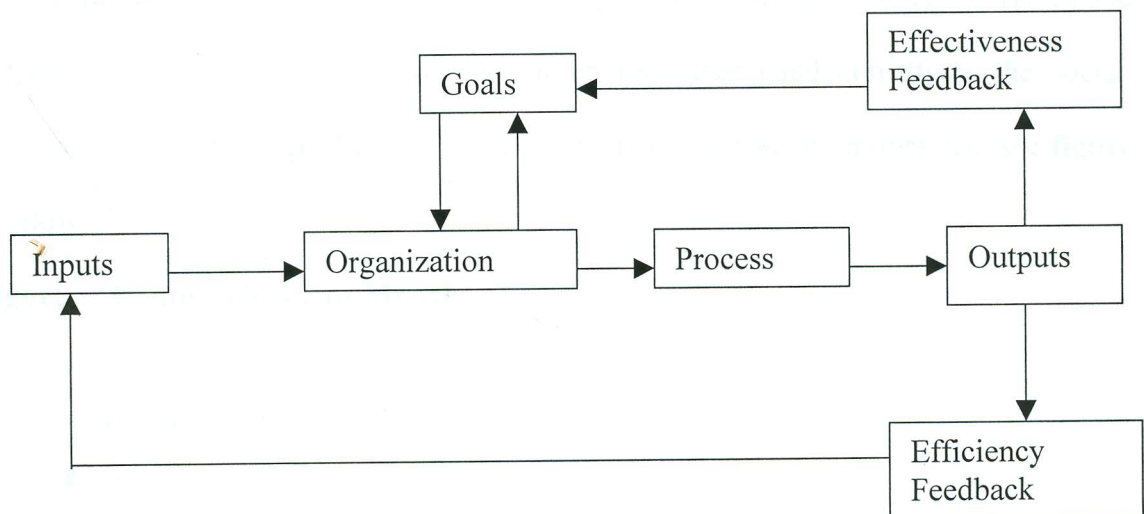 Effectiveness
Feedback
Goals
Inputs
Organization
Process
Outputs
Efficiency
Feedback